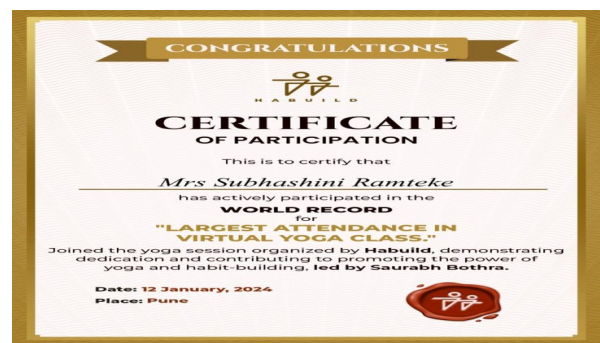 CONGRATULATIONS
HABUILD
CERTIFICATE
OF PARTICIPATION
This is to certify that
Mrs Subhashini Ramteke
has actively participated in the
WORLD RECORD
for
"LARGEST ATTENDANCE IN
VIRTUAL YOGA CLASS."
Joined the yoga session organized by Habuild, demonstrating
dedication and contributing to promoting the power of
yoga and habit-building, led by Saurabh Bothra.
Date: 12 January, 2024
Place: Pune